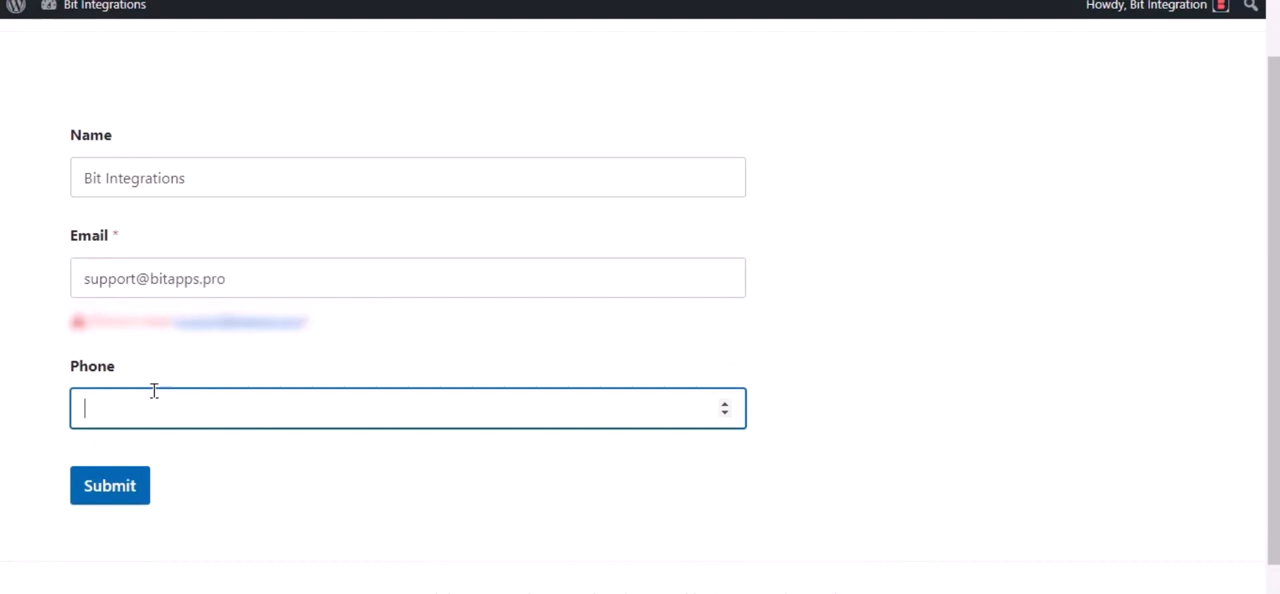 Bit Integrations
Howdy, Bit Integration
Name
Bit Integrations
Email *
support@bitapps.pro
Phone
Submit